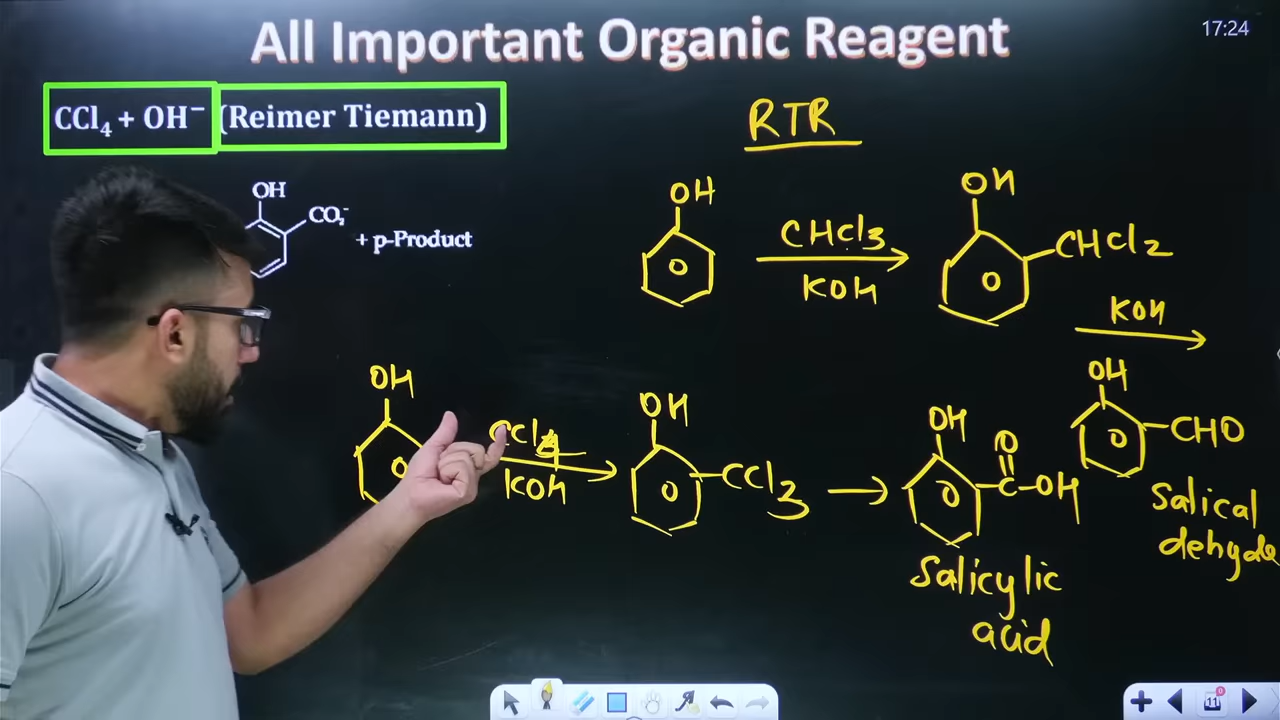 All Important Organic Reagent
17:24
CCl₄ + OH⁻ (Reimer Tiemann)
RTR
OH
CO₂⁻
+ p-Product
OH
CHCl3
KOH
OH
CHCl2
KOH
OH
CHO
Salical
dehyde
OH
CCl4
KOH
OH
CCl3
OH
O
C-OH
Salicylic
acid
11